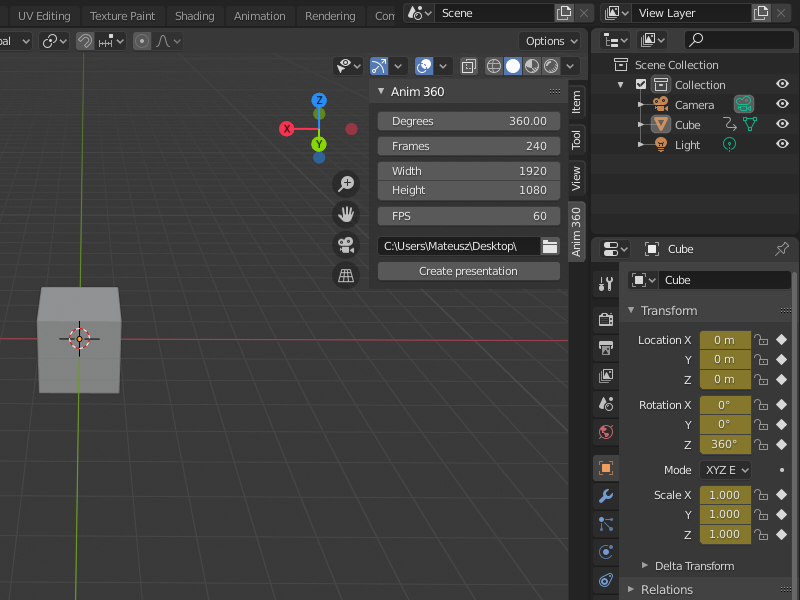 UV Editing Texture Paint Shading Animation Rendering Con Scene View Layer
bal Options
Scene Collection
Collection
Camera
Cube
Light
Z
X
Y
Anim 360
Degrees 360.00
Frames 240
Width 1920
Height 1080
FPS 60
C:\Users\Mateusz\Desktop\
Create presentation
Item
Tool
View
Anim 360
Cube
Cube
Transform
Location X 0 m
Y 0 m
Z 0 m
Rotation X 0°
Y 0°
Z 360°
Mode XYZ E
Scale X 1.000
Y 1.000
Z 1.000
Delta Transform
Relations